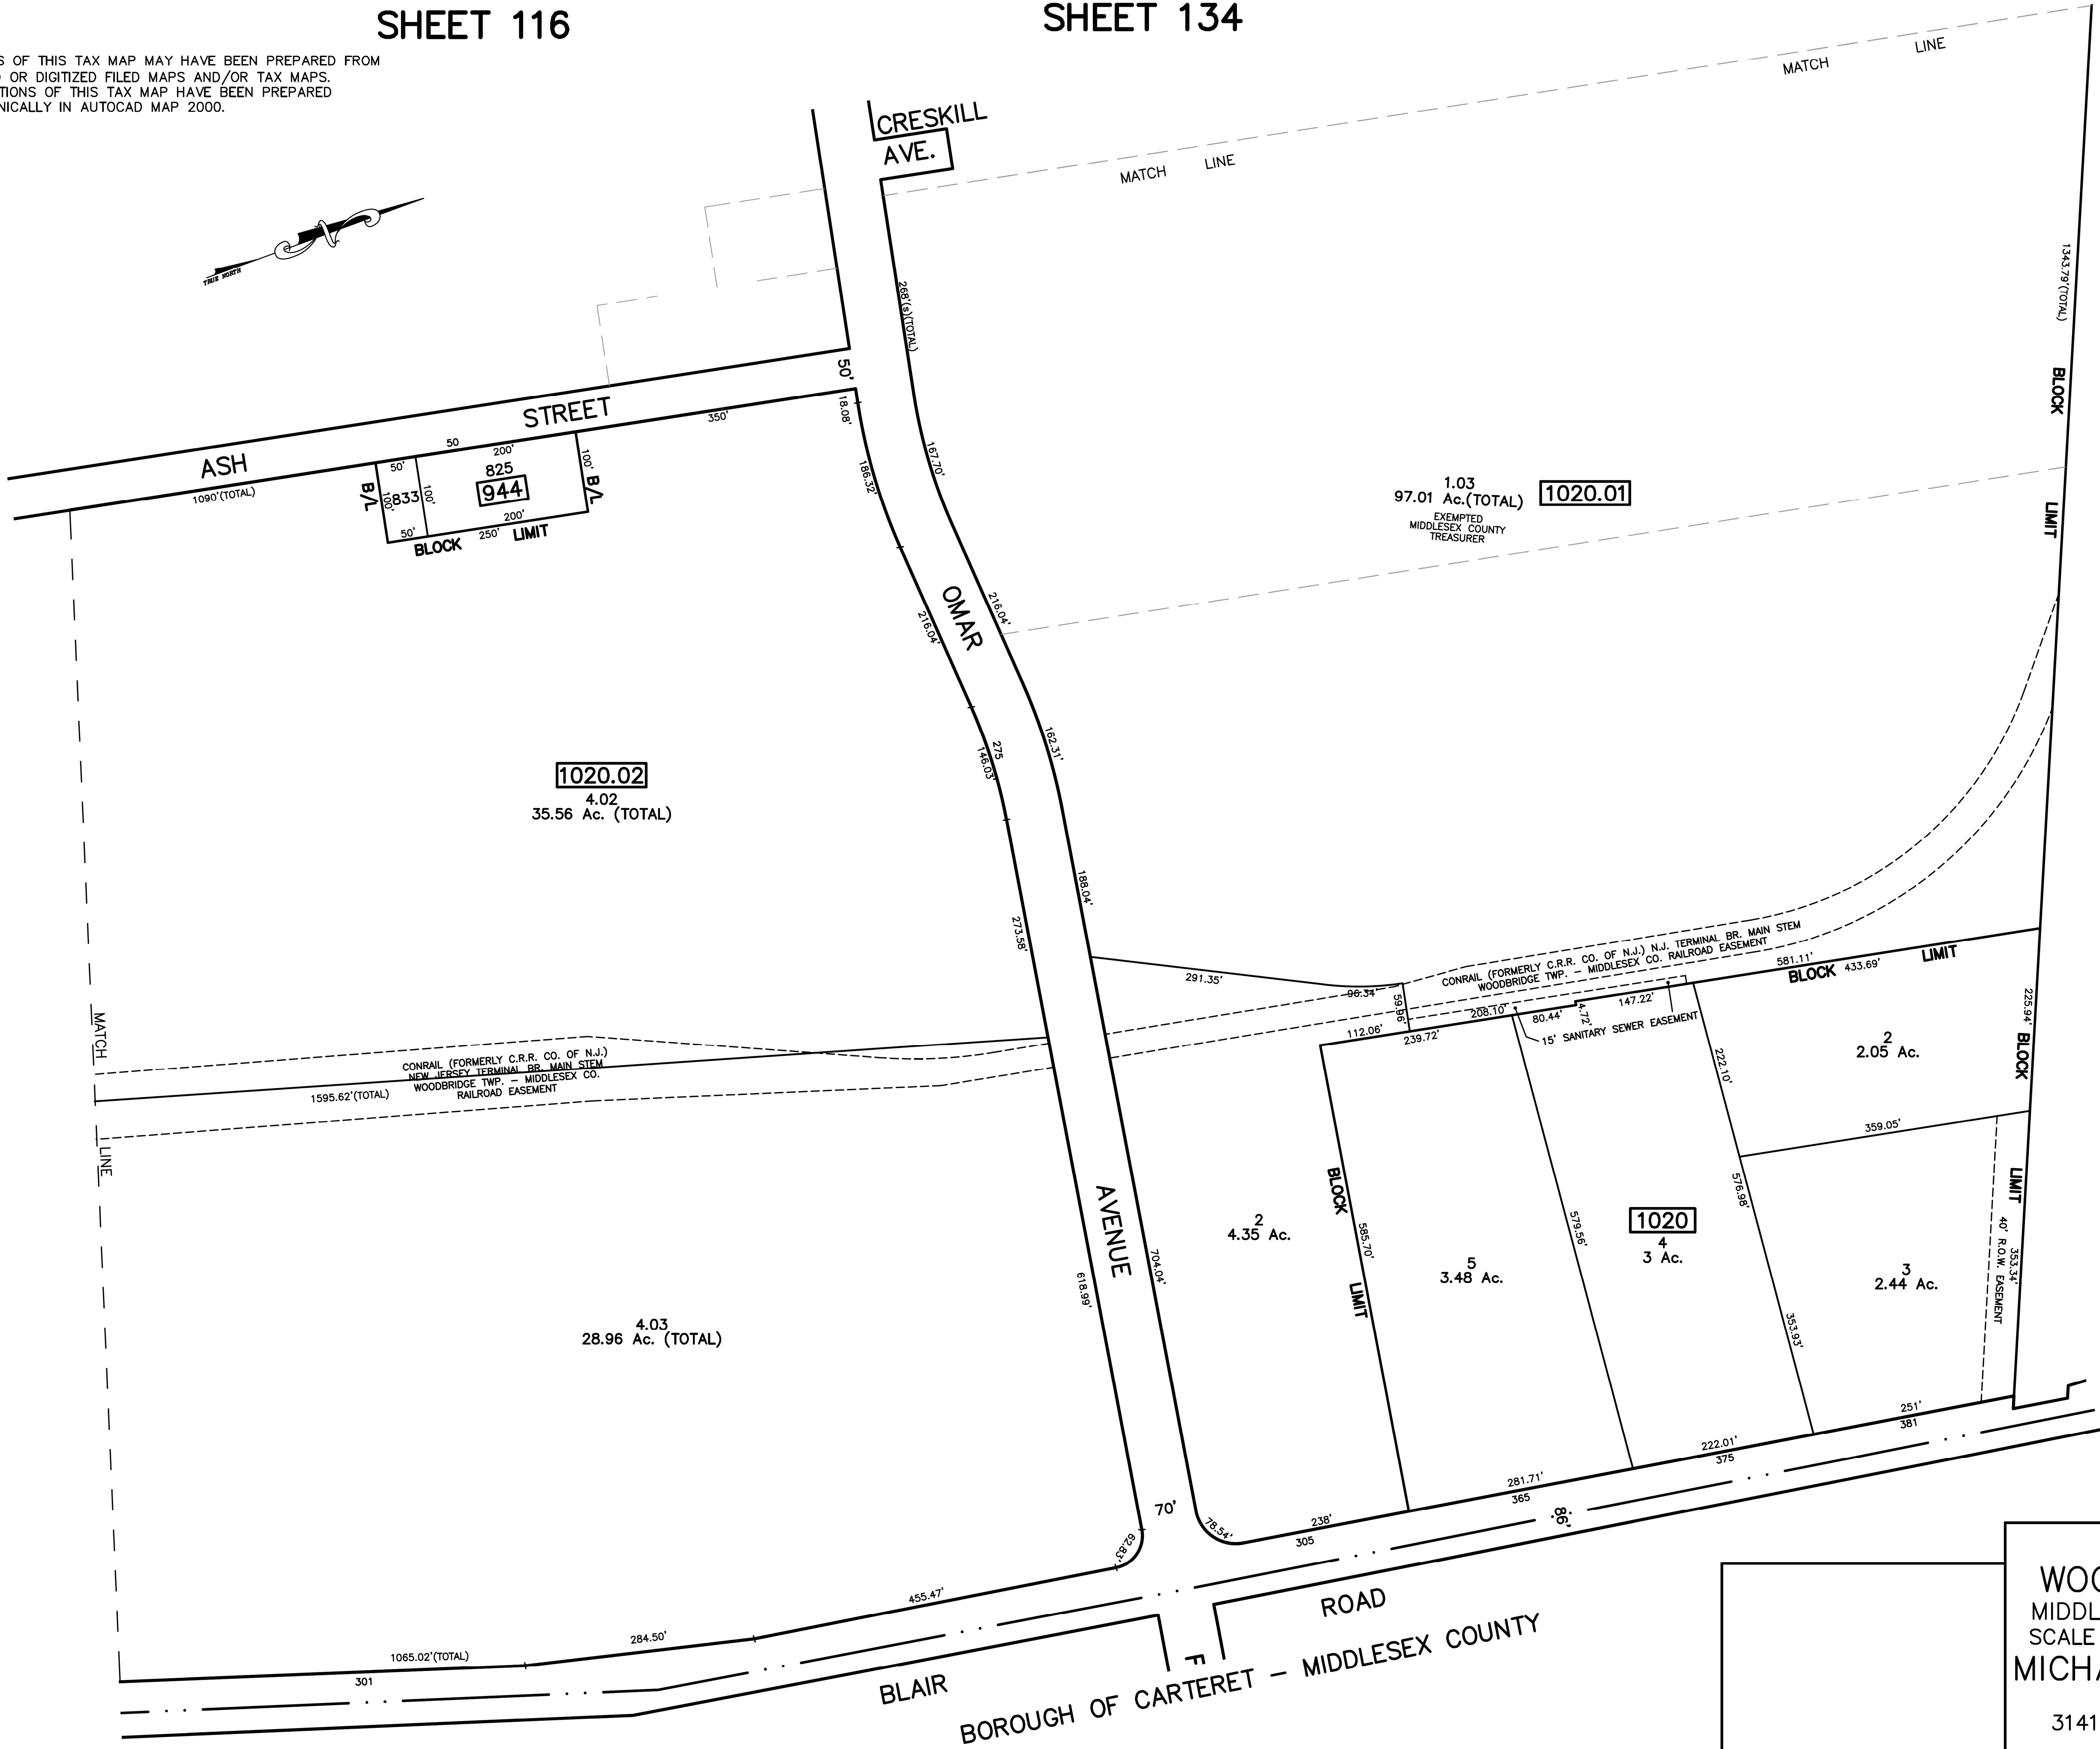 SHEET 116
SHEET 134
S OF THIS TAX MAP MAY HAVE BEEN PREPARED FROM
OR DIGITIZED FILED MAPS AND/OR TAX MAPS.
TIONS OF THIS TAX MAP HAVE BEEN PREPARED
NICALLY IN AUTOCAD MAP 2000.
TRUE NORTH
N
CRESKILL
AVE.
MATCH LINE
MATCH LINE
1343.79'(TOTAL)
BLOCK
LIMIT
268'(s)(TOTAL)
50'
18.08'
ASH
STREET
1090'(TOTAL)
350'
50
200'
50'
825
944
833
100'
100'
100'
B/L
B/L
50'
200'
250'
BLOCK LIMIT
186.32'
167.70'
1.03
97.01 Ac.(TOTAL)
1020.01
EXEMPTED
MIDDLESEX COUNTY
TREASURER
OMAR
216.04'
216.04'
275
146.03'
162.31'
1020.02
4.02
35.56 Ac. (TOTAL)
273.58'
188.04'
291.35'
96.34'
59.96'
CONRAIL (FORMERLY C.R.R. CO. OF N.J.) N.J. TERMINAL BR. MAIN STEM
WOODBRIDGE TWP. – MIDDLESEX CO. RAILROAD EASEMENT
581.11'
BLOCK 433.69' LIMIT
112.06'
239.72'
208.10'
80.44'
4.72'
147.22'
15' SANITARY SEWER EASEMENT
225.94'
BLOCK
LIMIT
2
2.05 Ac.
222.10'
359.05'
MATCH
LINE
CONRAIL (FORMERLY C.R.R. CO. OF N.J.)
NEW JERSEY TERMINAL BR. MAIN STEM
WOODBRIDGE TWP. – MIDDLESEX CO.
RAILROAD EASEMENT
1595.62'(TOTAL)
AVENUE
618.99'
704.04'
2
4.35 Ac.
BLOCK
585.70'
LIMIT
5
3.48 Ac.
579.56'
1020
4
3 Ac.
576.98'
353.93'
3
2.44 Ac.
353.34'
40' R.O.W. EASEMENT
4.03
28.96 Ac. (TOTAL)
251'
381
222.01'
375
281.71'
365
86'
238'
305
70'
78.54'
62.83'
455.47'
284.50'
1065.02'(TOTAL)
301
BLAIR
ROAD
BOROUGH OF CARTERET – MIDDLESEX COUNTY
F
WOO
MIDDL
SCALE
MICHA
3141